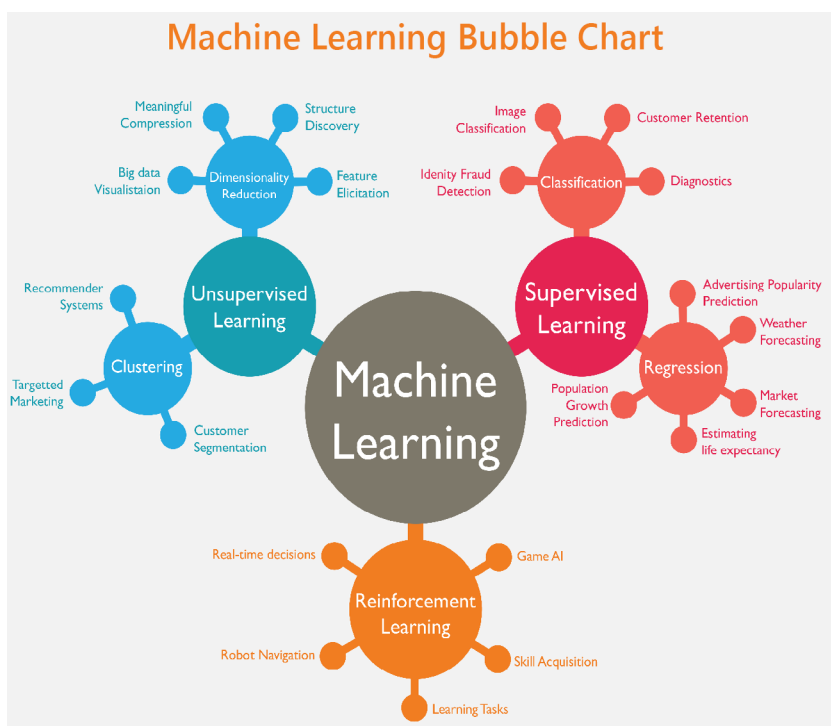 Machine Learning Bubble Chart
Meaningful
Compression
Structure
Discovery
Big data
Visualistaion
Dimensionality
Reduction
Feature
Elicitation
Unsupervised
Learning
Recommender
Systems
Clustering
Targetted
Marketing
Customer
Segmentation
Machine
Learning
Image
Classification
Customer Retention
Idenity Fraud
Detection
Classification
Diagnostics
Supervised
Learning
Advertising Popularity
Prediction
Weather
Forecasting
Regression
Population
Growth
Prediction
Market
Forecasting
Estimating
life expectancy
Real-time decisions
Game AI
Reinforcement
Learning
Robot Navigation
Skill Acquisition
Learning Tasks